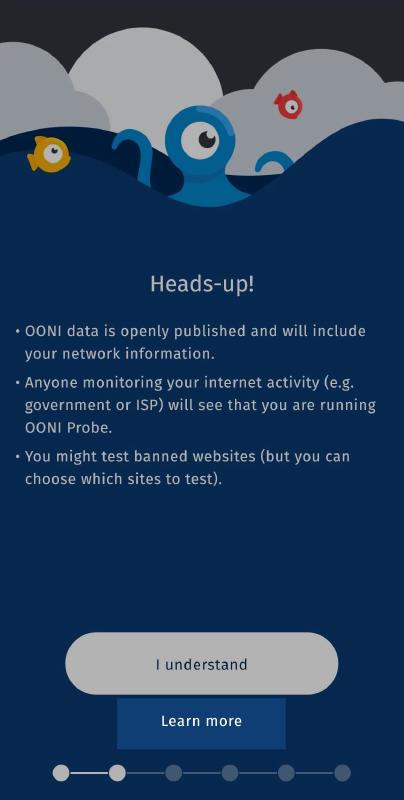 Heads-up!
• OONI data is openly published and will include
your network information.
• Anyone monitoring your internet activity (e.g.
government or ISP) will see that you are running
OONI Probe.
• You might test banned websites (but you can
choose which sites to test).
I understand
Learn more